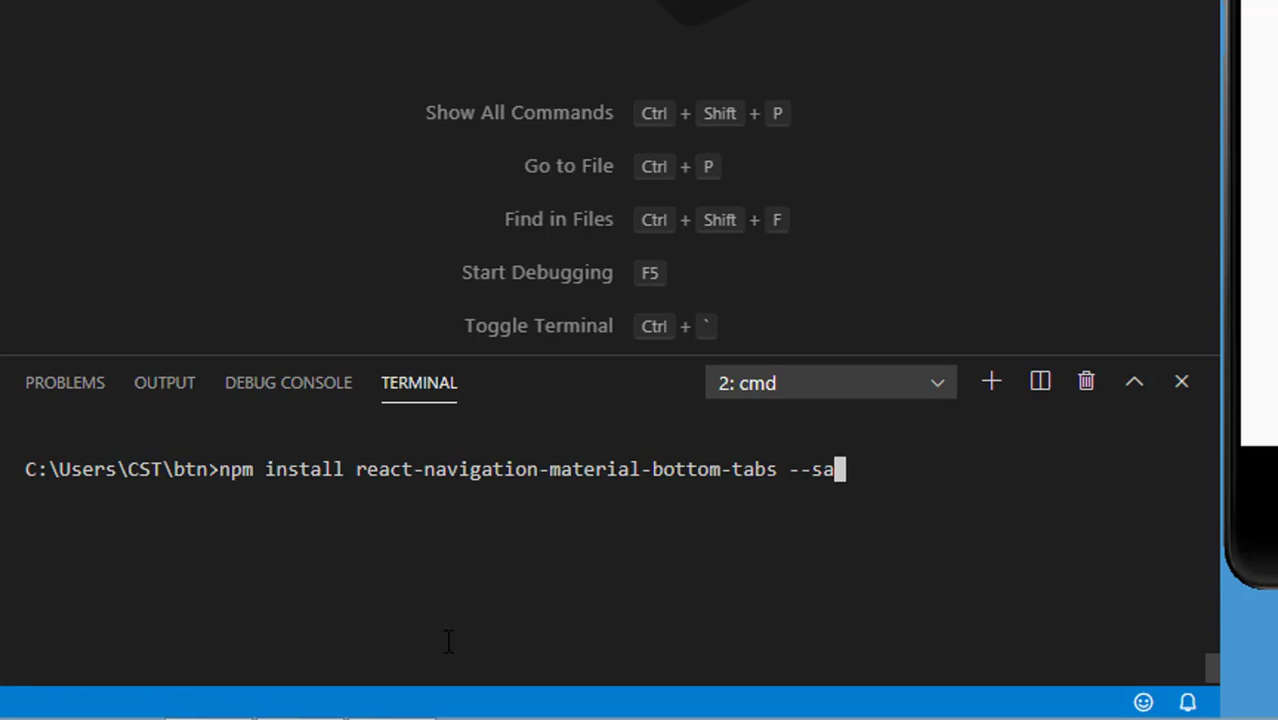 Show All Commands Ctrl + Shift + P
Go to File Ctrl + P
Find in Files Ctrl + Shift + F
Start Debugging F5
Toggle Terminal Ctrl + `
PROBLEMS OUTPUT DEBUG CONSOLE TERMINAL 2: cmd
C:\Users\CST\btn>npm install react-navigation-material-bottom-tabs --sa